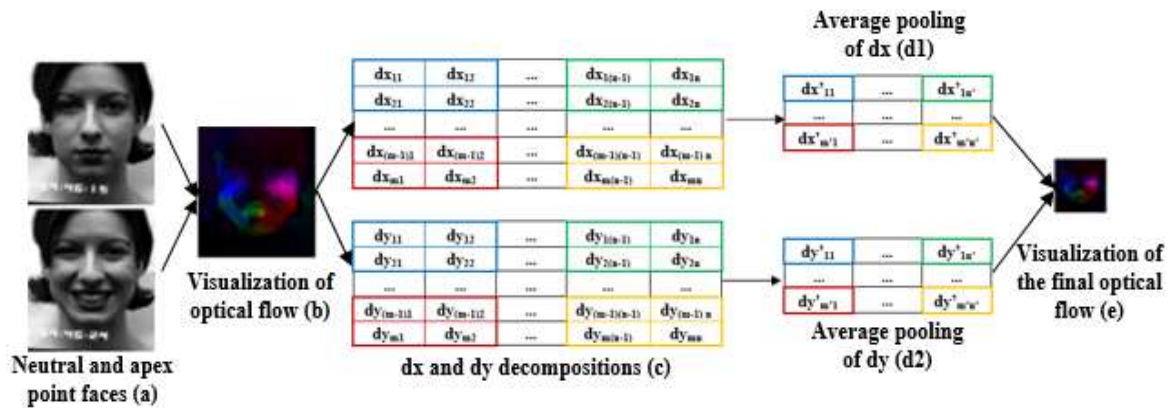 Average pooling
of dx (d1)
dx₁₁ dx₁₂ ... dx₁₍ₙ₋₁₎ dx₁ₙ
dx₂₁ dx₂₂ ... dx₂₍ₙ₋₁₎ dx₂ₙ
... ... ... ... ...
dx₍ₘ₋₁₎₁ dx₍ₘ₋₁₎₂ ... dx₍ₘ₋₁₎₍ₙ₋₁₎ dx₍ₘ₋₁₎ₙ
dxₘ₁ dxₘ₂ ... dxₘ₍ₙ₋₁₎ dxₘₙ
dx'₁₁ ... dx'₁ₙ'
... ... ...
dx'ₘ'₁ ... dx'ₘ'ₙ'
dy₁₁ dy₁₂ ... dy₁₍ₙ₋₁₎ dy₁ₙ
dy₂₁ dy₂₂ ... dy₂₍ₙ₋₁₎ dy₂ₙ
... ... ... ... ...
dy₍ₘ₋₁₎₁ dy₍ₘ₋₁₎₂ ... dy₍ₘ₋₁₎₍ₙ₋₁₎ dy₍ₘ₋₁₎ₙ
dyₘ₁ dyₘ₂ ... dyₘ₍ₙ₋₁₎ dyₘₙ
dy'₁₁ ... dy'₁ₙ'
... ... ...
dy'ₘ'₁ ... dy'ₘ'ₙ'
Neutral and apex
point faces (a)
Visualization of
optical flow (b)
dx and dy decompositions (c)
Average pooling
of dy (d2)
Visualization of
the final optical
flow (e)